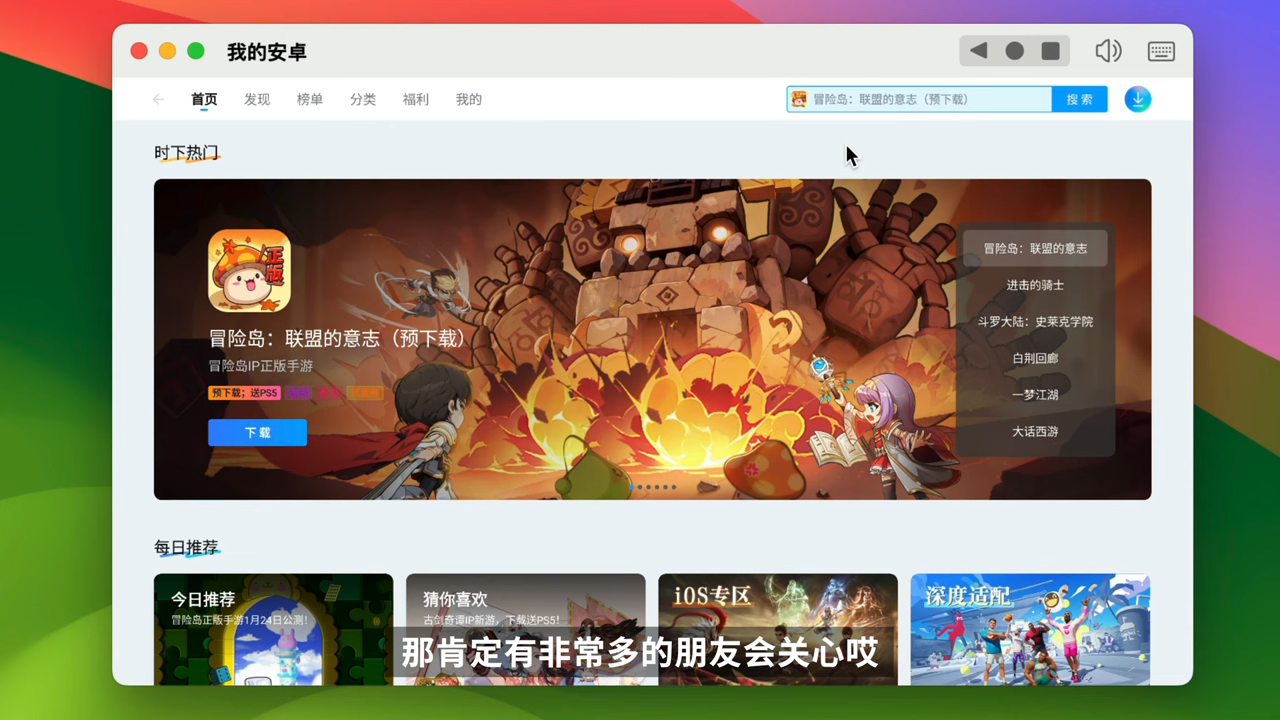 我的安卓
首页
发现
榜单
分类
福利
我的
冒险岛：联盟的意志（预下载）
搜索
时下热门
正版
冒险岛：联盟的意志（预下载）
冒险岛IP正版手游
预下载；送PS5
下载
冒险岛：联盟的意志
进击的骑士
斗罗大陆：史莱克学院
白荆回廊
一梦江湖
大话西游
每日推荐
今日推荐
冒险岛正版手游1月24日公测！
猜你喜欢
古剑奇谭IP新游，下载送PS5！
iOS专区
深度适配
那肯定有非常多的朋友会关心哎